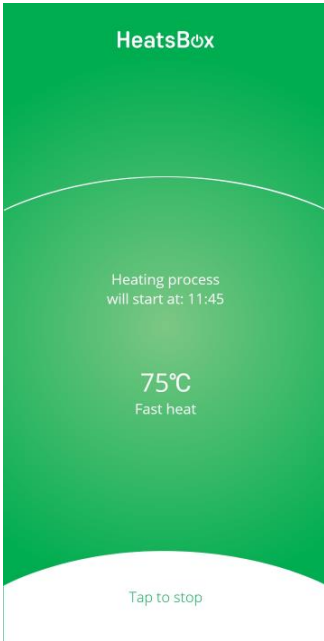 HeatsBox
Heating process
will start at: 11:45
75℃
Fast heat
Tap to stop